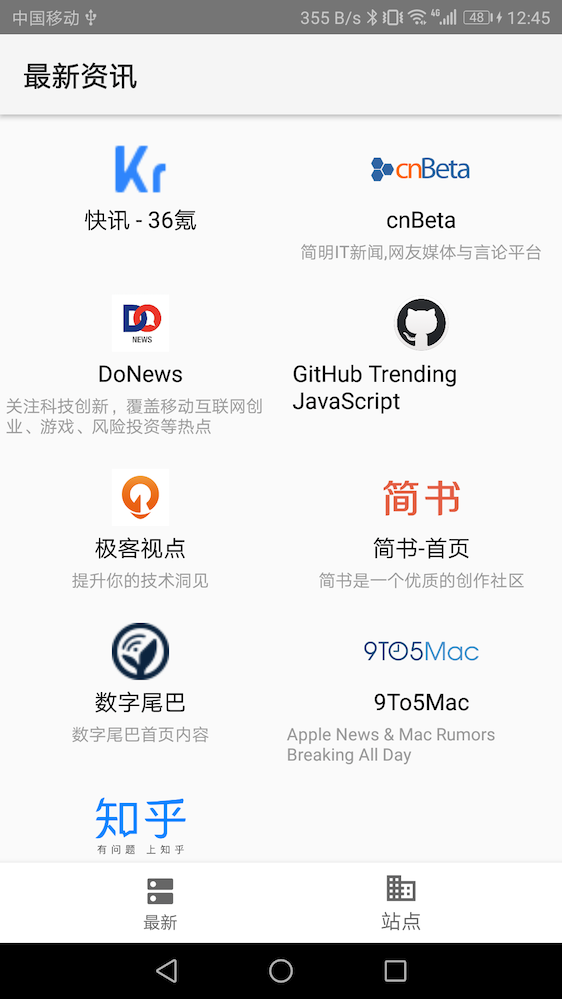 中国移动 355 B/s 4G 48 12:45
最新资讯
Kr
cnBeta
快讯 - 36氪
cnBeta
简明IT新闻,网友媒体与言论平台
DO
NEWS
DoNews
GitHub Trending
JavaScript
关注科技创新，覆盖移动互联网创
业、游戏、风险投资等热点
简书
极客视点
简书-首页
提升你的技术洞见
简书是一个优质的创作社区
9TO5Mac
数字尾巴
9To5Mac
数字尾巴首页内容
Apple News & Mac Rumors
Breaking All Day
知乎
有问题 上知乎
最新
站点